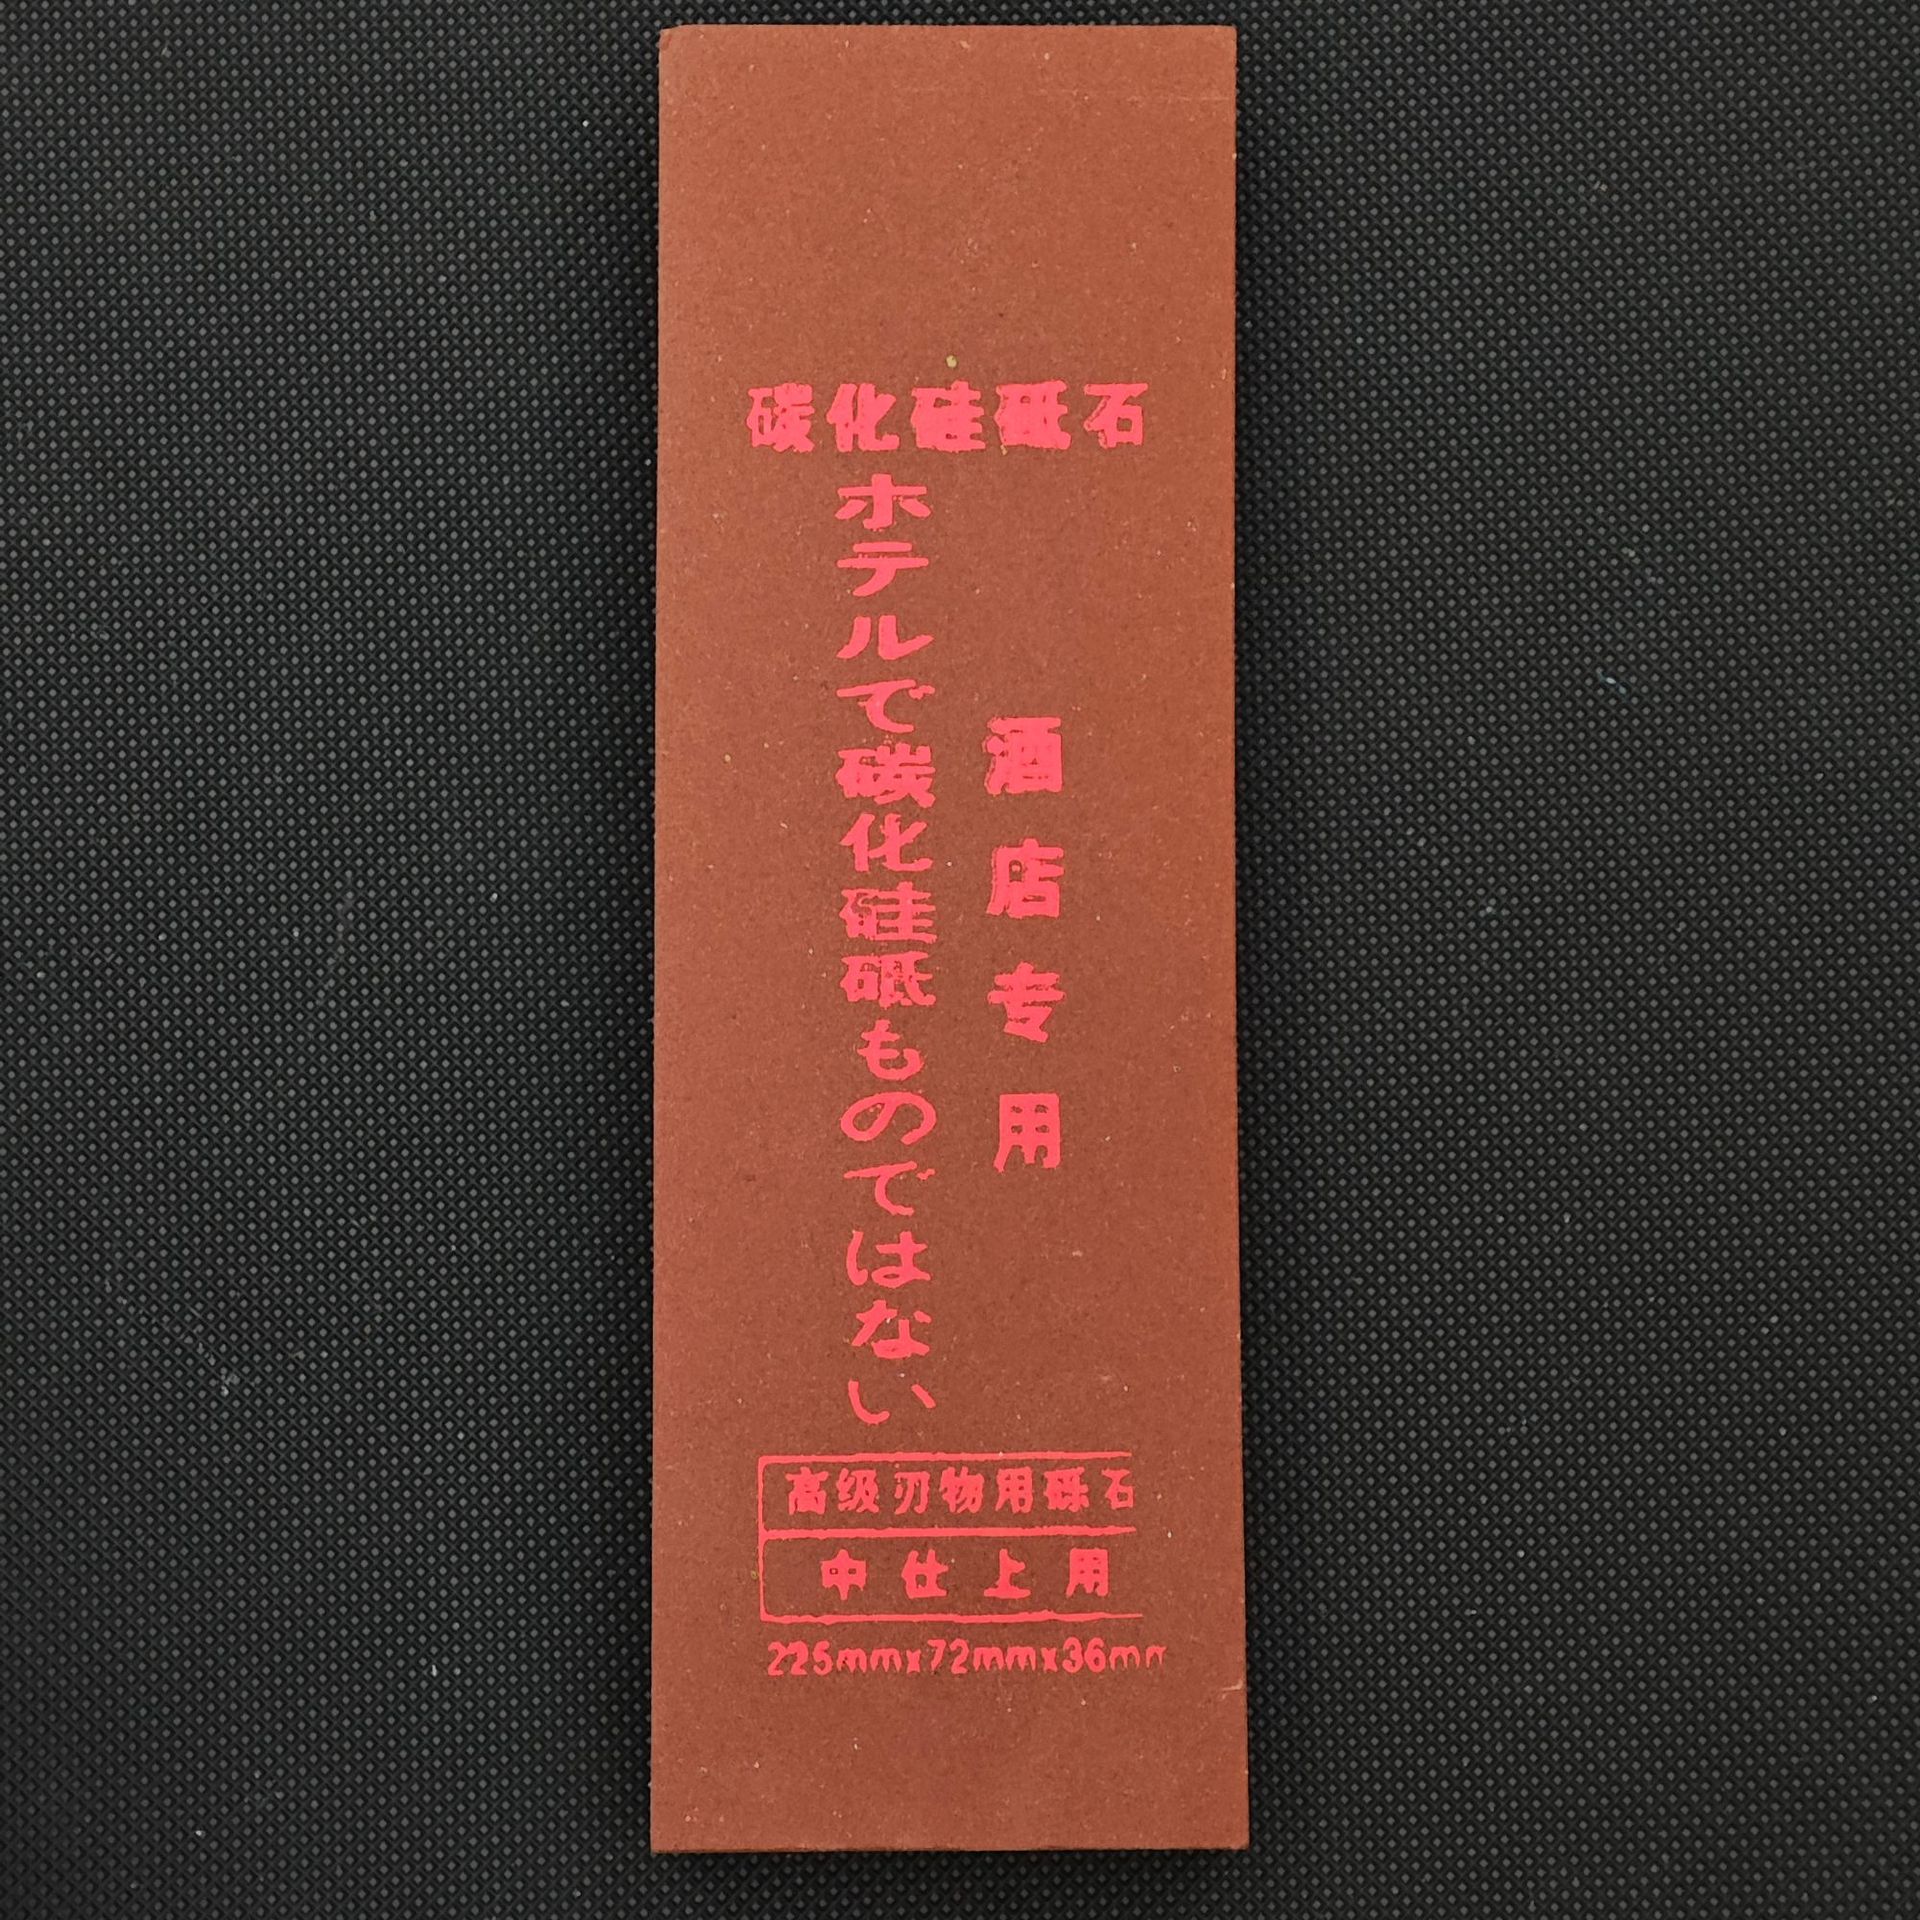 碳化硅砥石
酒店专用
ホテルで碳化硅砥ものではない
高级刃物用砾石
中仕上用
225mmx72mmx36mm